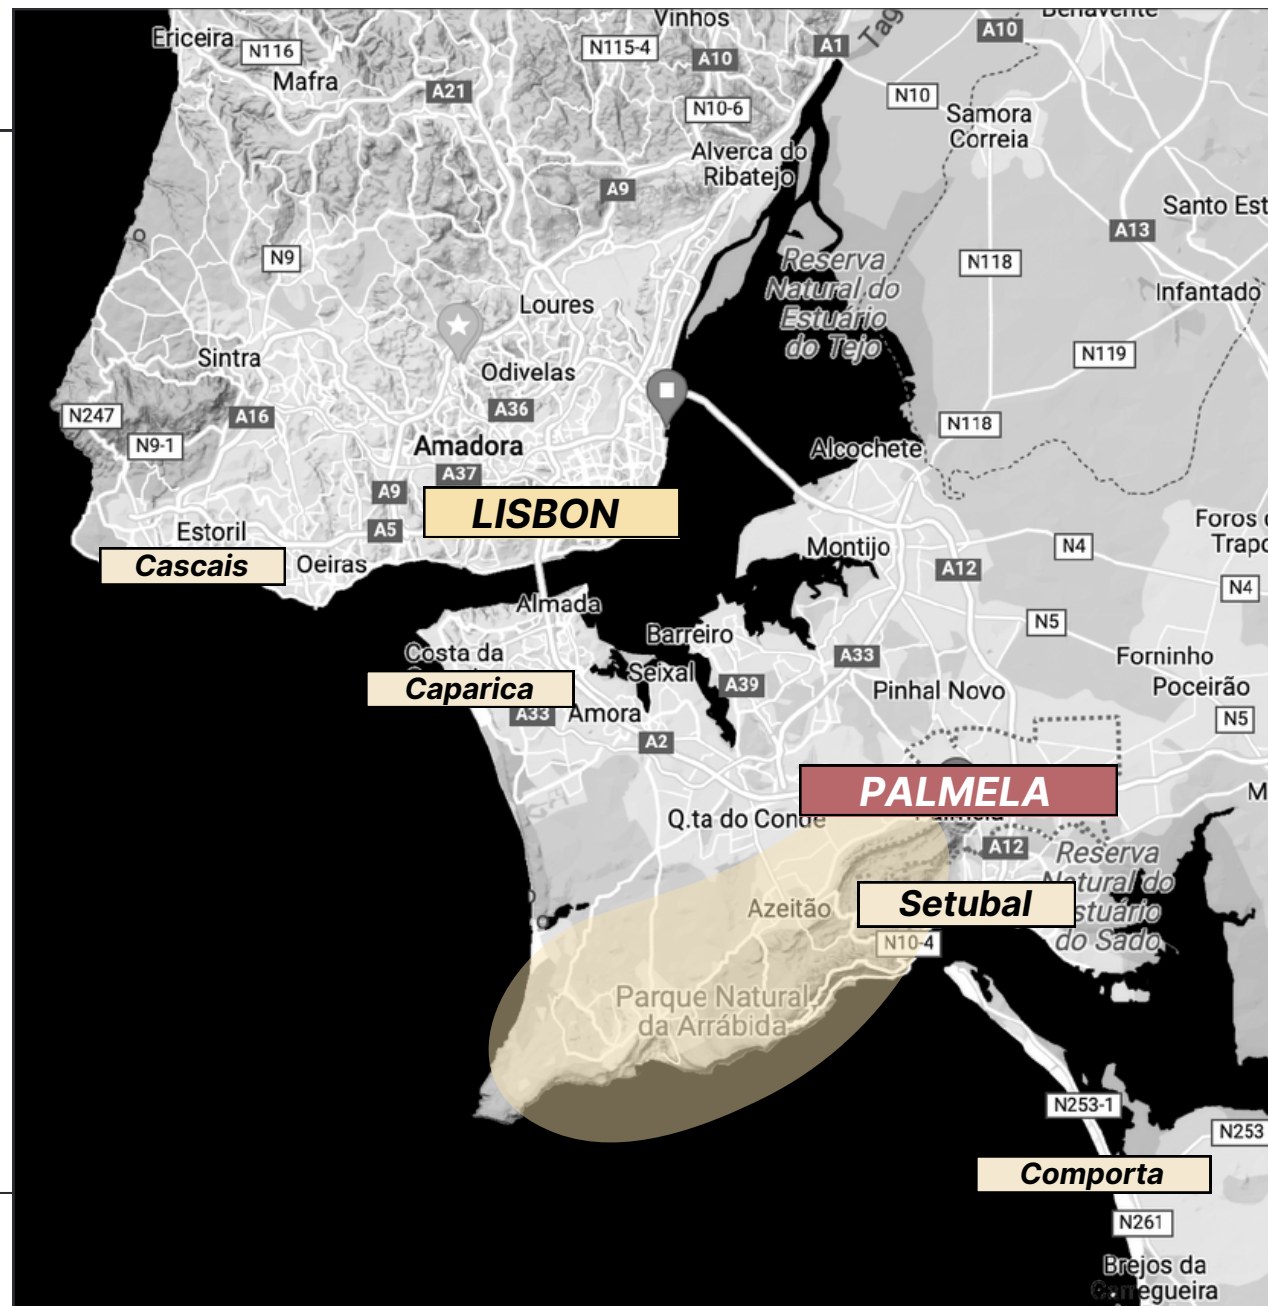 Vinhos
Benavente
Ericeira
N116
N115-4
A10
A1
Tag
A10
Mafra
A21
N10-6
N10
Samora
Correia
Alverca do
Ribatejo
A9
Santo Est
A13
N9
Reserva
Natural do
Estuário
do Tejo
N118
Infantado
Loures
N119
Sintra
Odivelas
N247
A16
A36
N118
N9-1
Amadora
Alcochete
A37
A9
LISBON
A5
Estoril
Foros
Trapo
Cascais
Oeiras
Montijo
N4
A12
N4
Almada
Barreiro
N5
Costa da
Seixal
A33
Forninho
Caparica
A39
Pinhal Novo
Poceirão
A33
Amora
N5
A2
PALMELA
M
Q.ta do Conde
Palmela
A12
Reserva
Natural do
stuário
do Sado
Azeitão
Setubal
N10-4
Parque Natural
da Arrábida
N253-1
N253
Comporta
N261
Brejos da
Carregueira